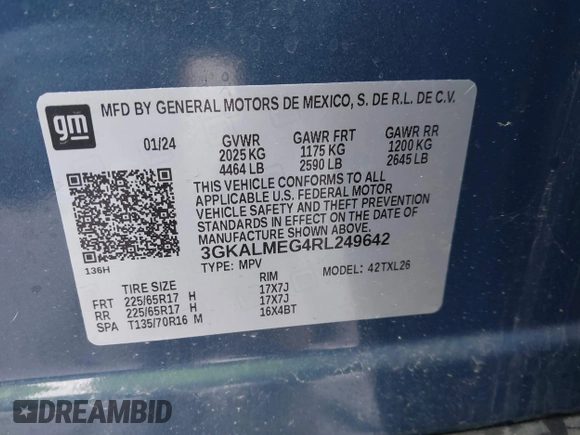 gm
MFD BY GENERAL MOTORS DE MEXICO, S. DE R.L. DE C.V.
01/24 GVWR GAWR FRT GAWR RR
2025 KG 1175 KG 1200 KG
4464 LB 2590 LB 2645 LB
THIS VEHICLE CONFORMS TO ALL
APPLICABLE U.S. FEDERAL MOTOR
VEHICLE SAFETY AND THEFT PREVENTION
STANDARDS IN EFFECT ON THE DATE OF
MANUFACTURE SHOWN ABOVE.
3GKALMEG4RL249642
136H TYPE: MPV MODEL: 42TXL26
TIRE SIZE RIM
FRT 225/65R17 H 17X7J
RR 225/65R17 H 17X7J
SPA T135/70R16 M 16X4BT
DREAMBID